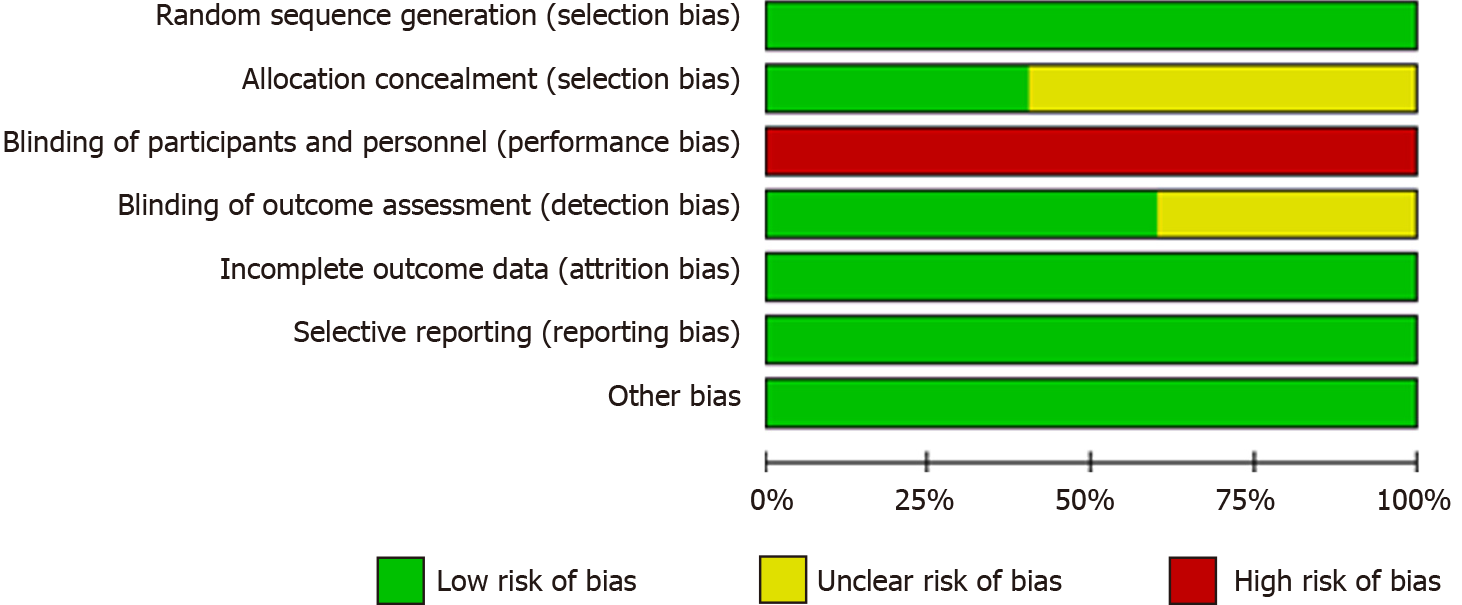 Random sequence generation (selection bias)
Allocation concealment (selection bias)
Blinding of participants and personnel (performance bias)
Blinding of outcome assessment (detection bias)
Incomplete outcome data (attrition bias)
Selective reporting (reporting bias)
Other bias
0% 25% 50% 75% 100%
Low risk of bias Unclear risk of bias High risk of bias